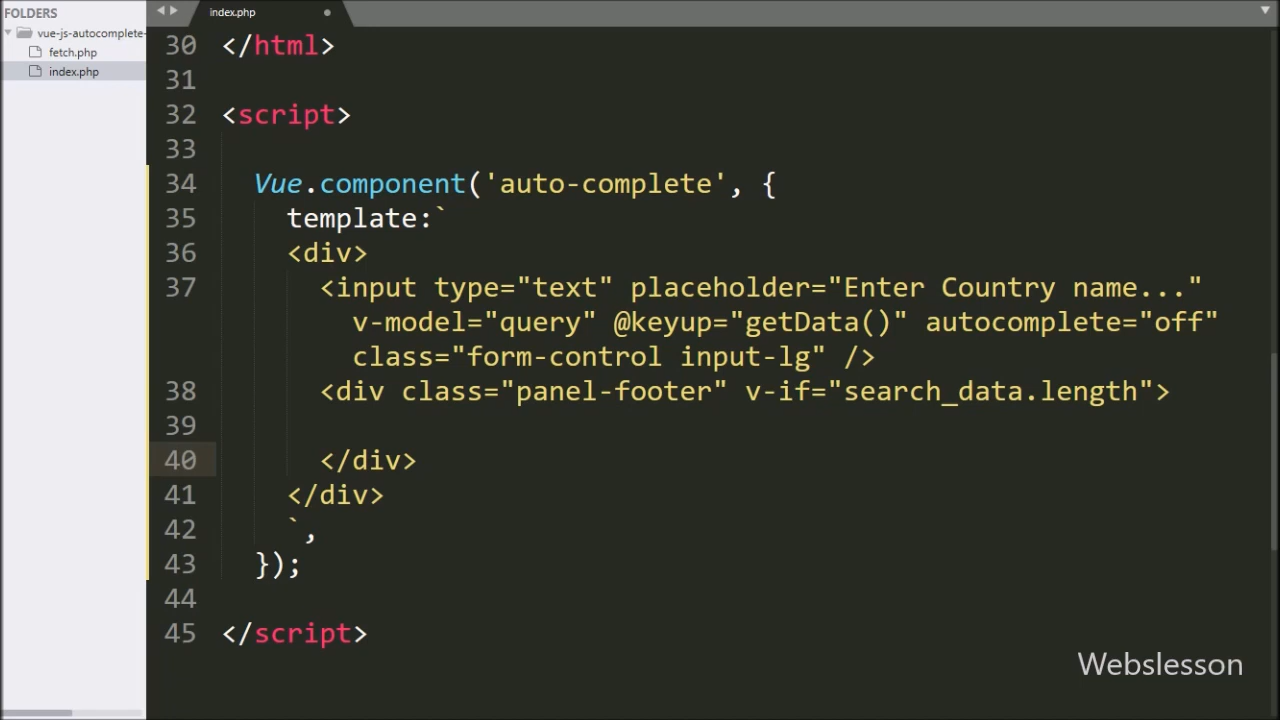 FOLDERS
vue-js-autocomplete-
fetch.php
index.php
index.php
30 </html>
31
32 <script>
33
34 Vue.component('auto-complete', {
35 template:`
36 <div>
37 <input type="text" placeholder="Enter Country name..."
v-model="query" @keyup="getData()" autocomplete="off"
class="form-control input-lg" />
38 <div class="panel-footer" v-if="search_data.length">
39
40 </div>
41 </div>
42 `,
43 });
44
45 </script>
Webslesson